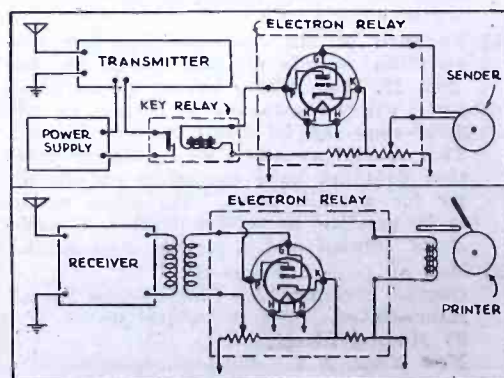 ELECTRON RELAY
TRANSMITTER
SENDER
KEY RELAY
POWER
SUPPLY
G
P
K
H
H
ELECTRON RELAY
RECEIVER
G
P
K
H
H
PRINTER